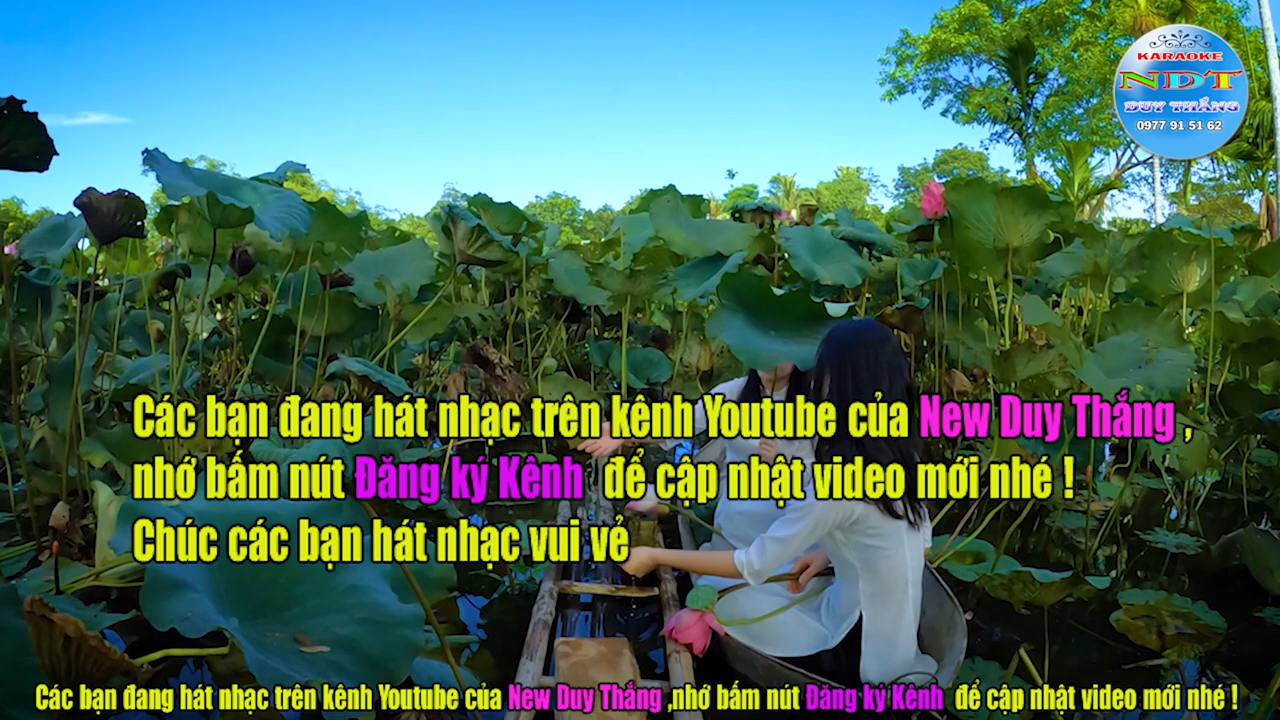 KARAOKE
NDT
DUY THẮNG
0977 91 51 62
Các bạn đang hát nhạc trên kênh Youtube của New Duy Thắng ,
nhớ bấm nút Đăng ký Kênh để cập nhật video mới nhé !
Chúc các bạn hát nhạc vui vẻ
Các bạn đang hát nhạc trên kênh Youtube của New Duy Thắng ,nhớ bấm nút Đăng ký Kênh để cập nhật video mới nhé !